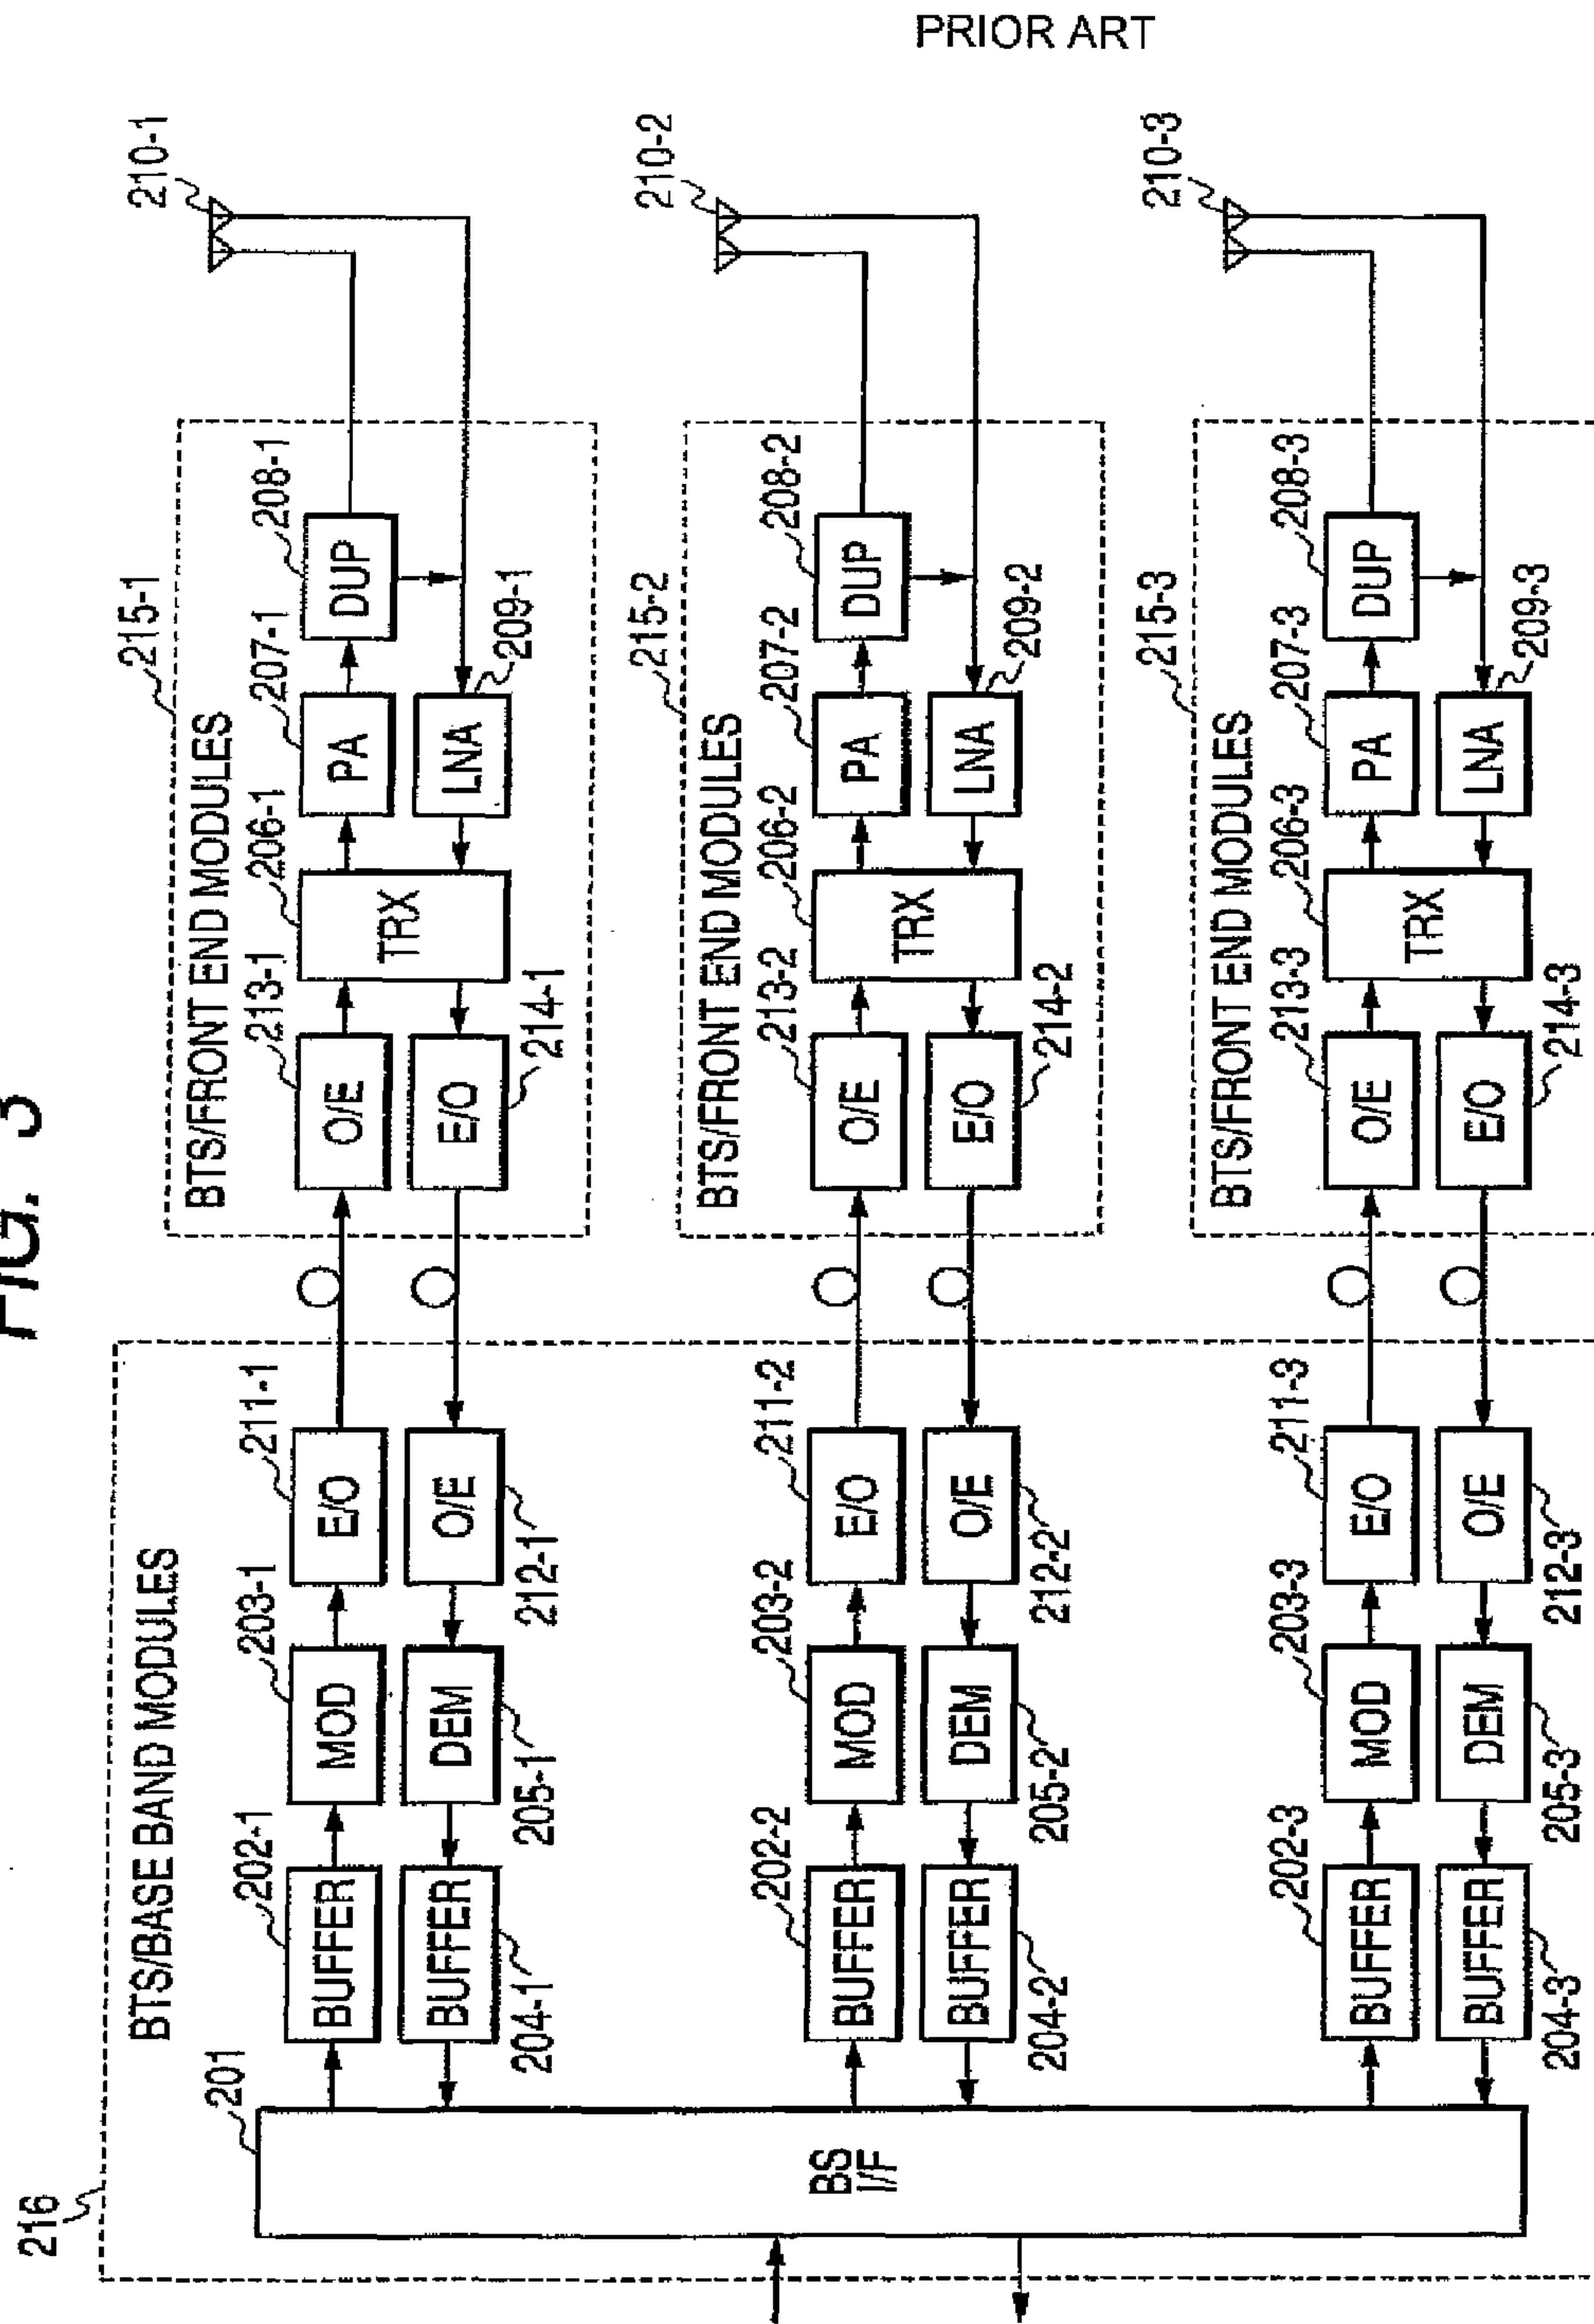 PRIOR ART
FIG. 3
216
BTS/BASE BAND MODULES
201
BS
I/F
202-1
BUFFER
203-1
MOD
211-1
E/O
BUFFER
204-1
DEM
205-1
O/E
212-1
215-1
BTS/FRONT END MODULES
213-1
O/E
206-1
TRX
207-1
PA
208-1
DUP
210-1
E/O
214-1
LNA
209-1
202-2
BUFFER
203-2
MOD
211-2
E/O
BUFFER
204-2
DEM
205-2
O/E
212-2
215-2
BTS/FRONT END MODULES
213-2
O/E
206-2
TRX
207-2
PA
208-2
DUP
210-2
E/O
214-2
LNA
209-2
202-3
BUFFER
203-3
MOD
211-3
E/O
BUFFER
204-3
DEM
205-3
O/E
212-3
215-3
BTS/FRONT END MODULES
213-3
O/E
206-3
TRX
207-3
PA
208-3
DUP
210-3
E/O
214-3
LNA
209-3